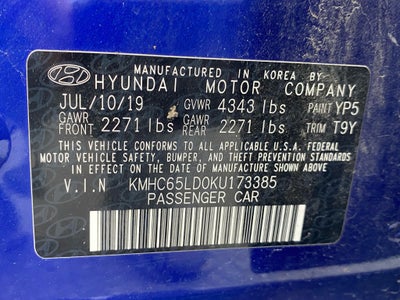 MANUFACTURED IN KOREA BY
HYUNDAI MOTOR COMPANY
JUL/10/19 GVWR 4343 lbs PAINT YP5
GAWR FRONT 2271 lbs GAWR REAR 2271 lbs TRIM T9Y
THIS VEHICLE CONFORMS TO ALL APPLICABLE U.S.A FEDERAL
MOTOR VEHICLE SAFETY, BUMPER, AND THEFT PREVENTION
STANDARDS IN EFFECT ON THE DATE OF MANUFACTURE SHOWN ABOVE.
V.I.N KMHC65LD0KU173385
PASSENGER CAR